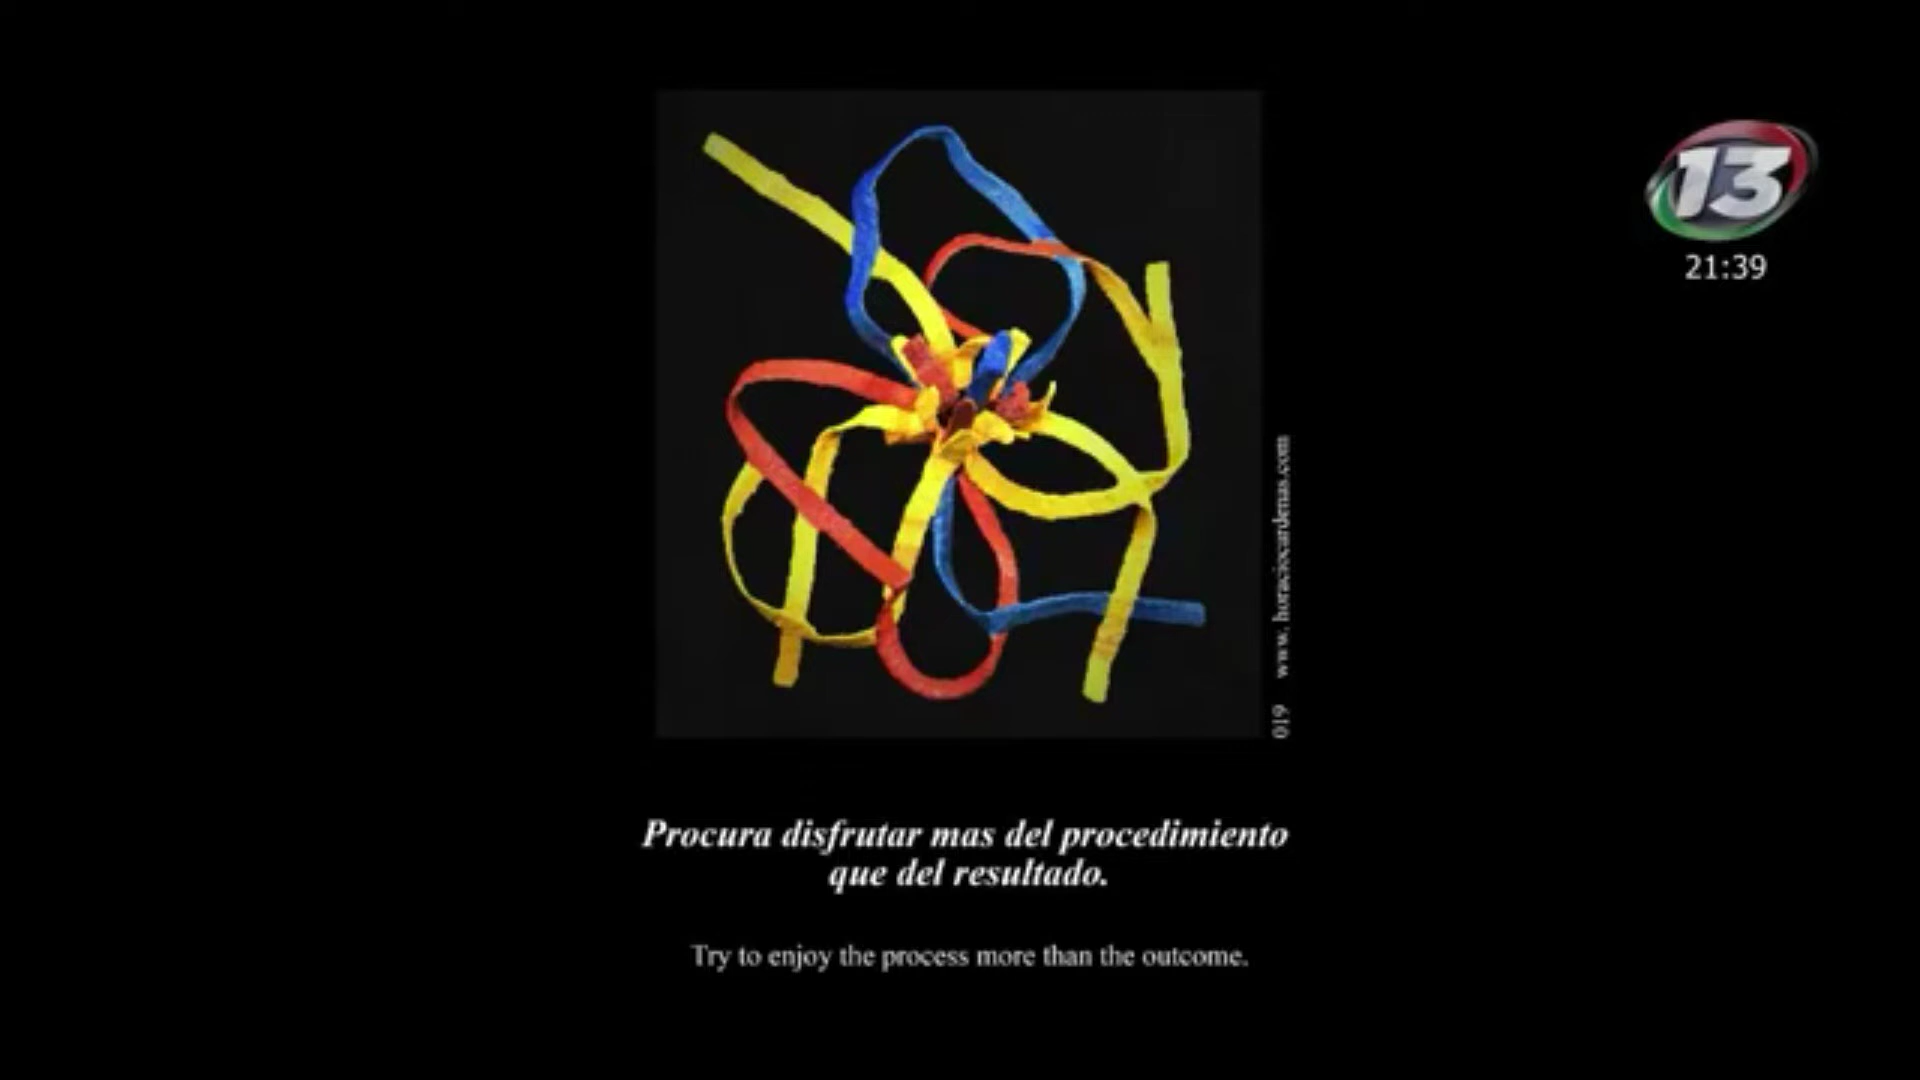 13
21:39
www. horaciocardenas.com
019
Procura disfrutar mas del procedimiento
que del resultado.
Try to enjoy the process more than the outcome.